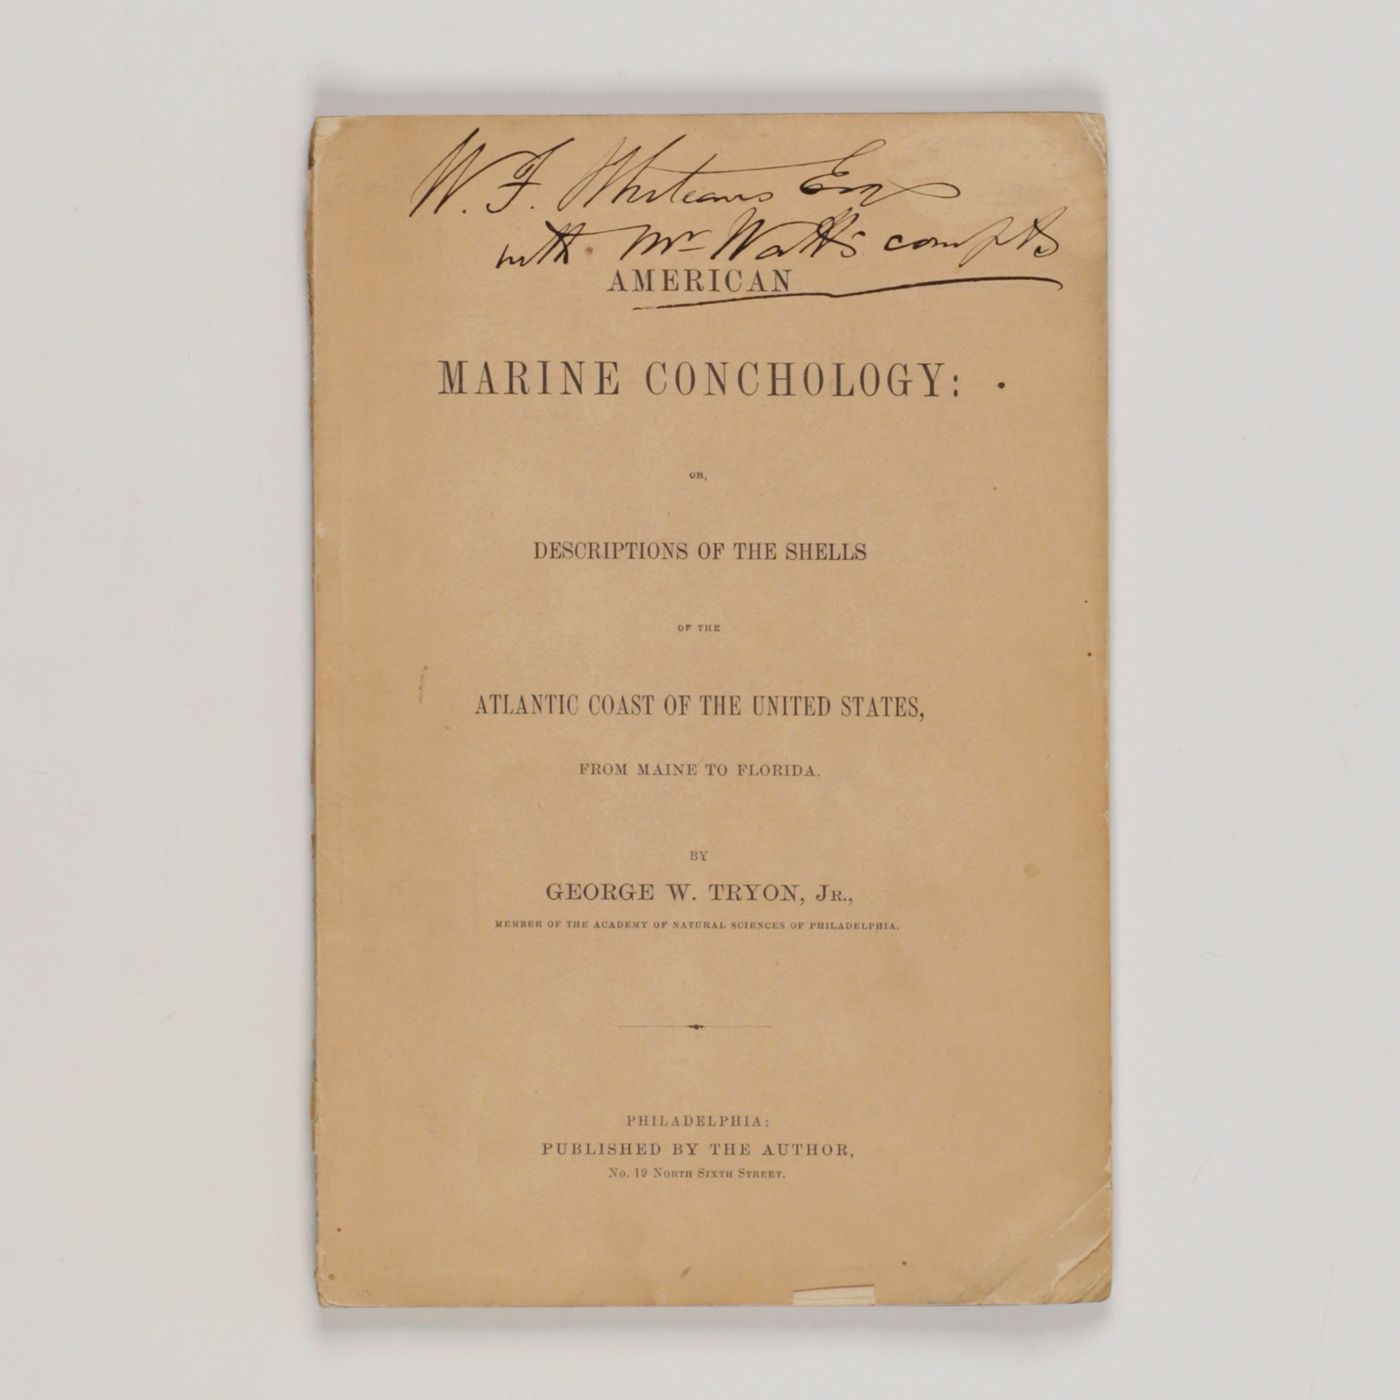 W. F. Whiteaves Esq
with Mr Watts compts
AMERICAN
MARINE CONCHOLOGY:
OR,
DESCRIPTIONS OF THE SHELLS
OF THE
ATLANTIC COAST OF THE UNITED STATES,
FROM MAINE TO FLORIDA.
BY
GEORGE W. TRYON, JR.,
MEMBER OF THE ACADEMY OF NATURAL SCIENCES OF PHILADELPHIA.
PHILADELPHIA:
PUBLISHED BY THE AUTHOR,
No. 19 NORTH SIXTH STREET.